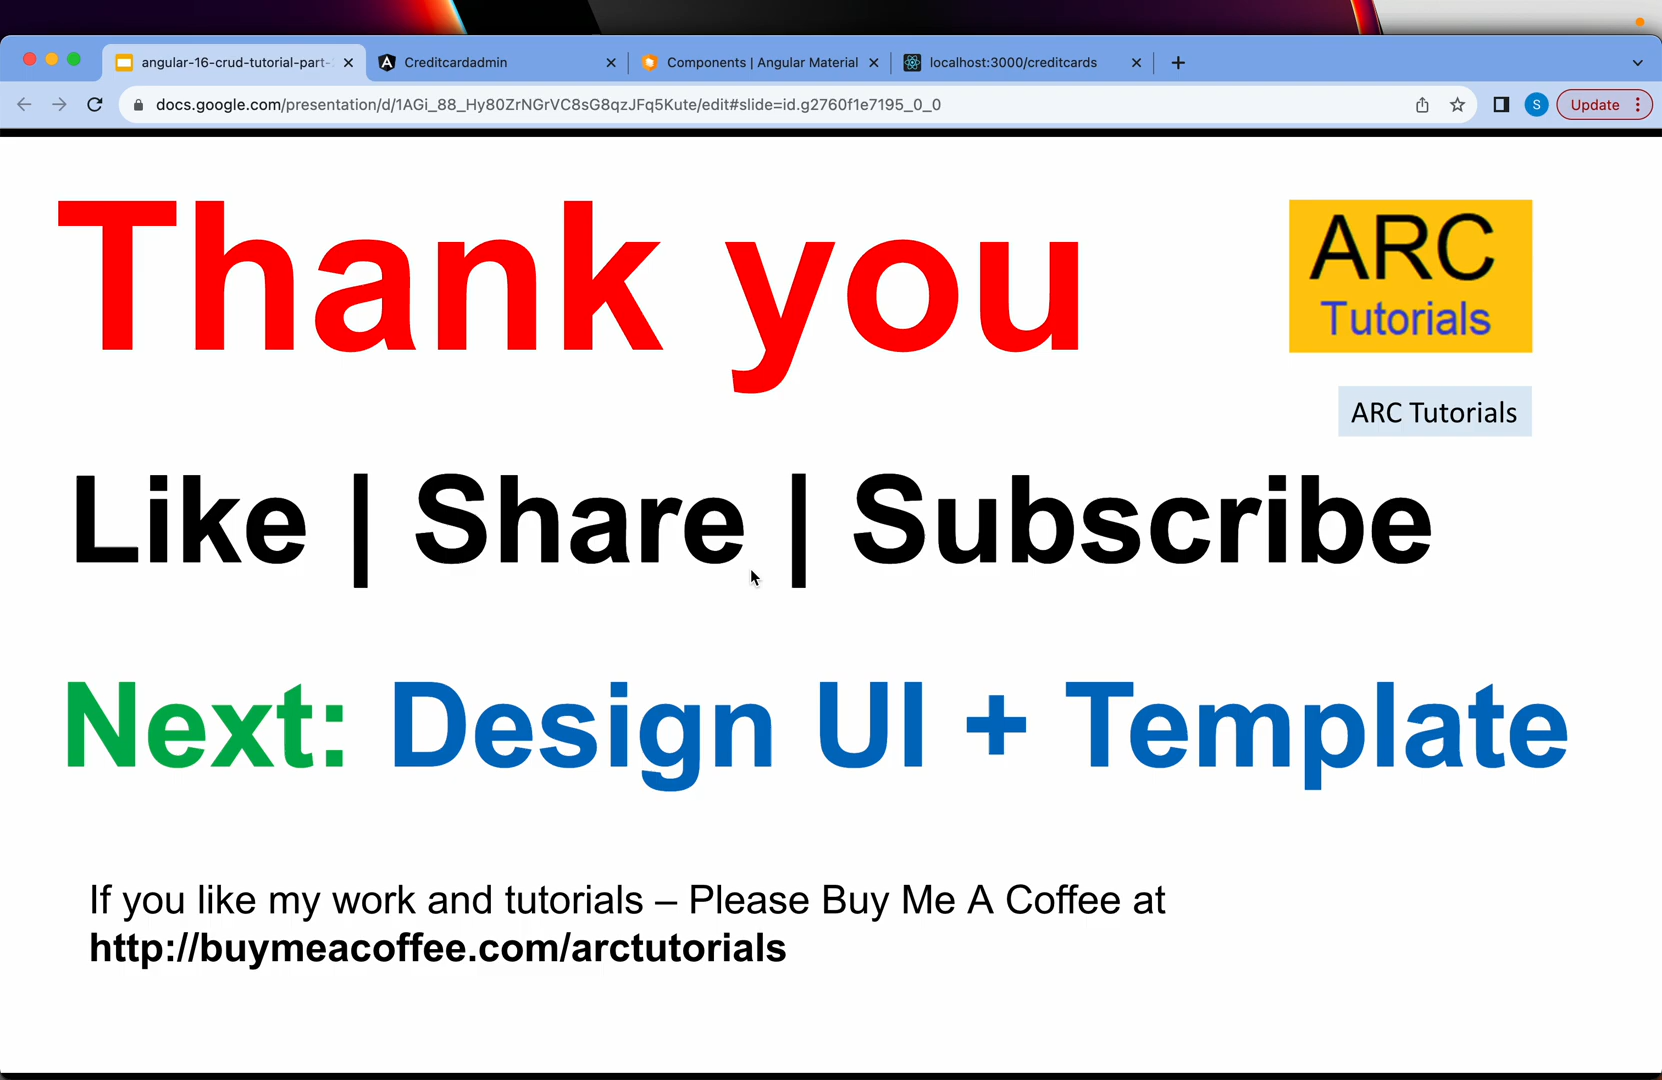 angular-16-crud-tutorial-part-
Creditcardadmin
Components | Angular Material
localhost:3000/creditcards
docs.google.com/presentation/d/1AGi_88_Hy80ZrNGrVC8sG8qzJFq5Kute/edit#slide=id.g2760f1e7195_0_0
S
Update
Thank you
ARC
Tutorials
ARC Tutorials
Like | Share | Subscribe
Next: Design UI + Template
If you like my work and tutorials – Please Buy Me A Coffee at
http://buymeacoffee.com/arctutorials